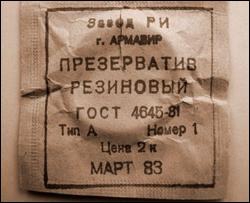 Завод РИ
г. АРМАВИР
ПРЕЗЕРВАТИВ
РЕЗИНОВЫЙ
ГОСТ 4645-81
Тип А Номер 1
Цена 2 к
МАРТ 83